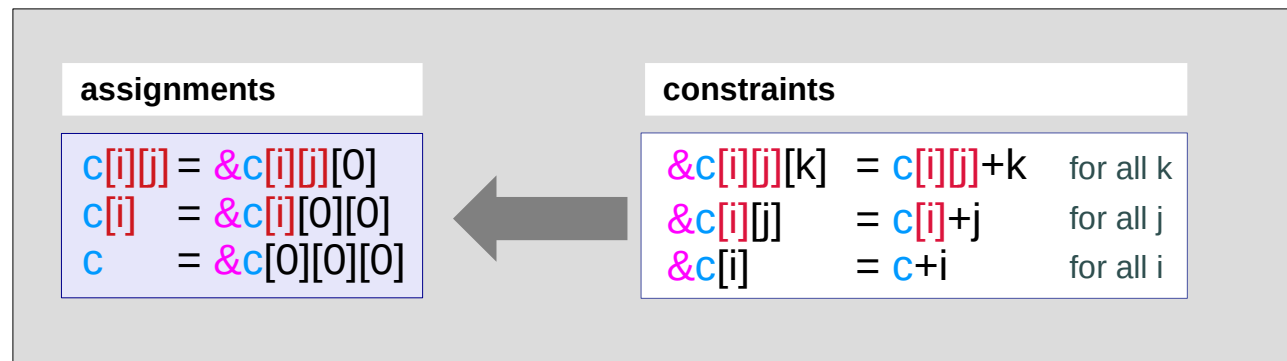 assignments
c[i][j] = &c[i][j][0]
c[i] = &c[i][0][0]
c = &c[0][0][0]
constraints
&c[i][j][k] = c[i][j]+k for all k
&c[i][j] = c[i]+j for all j
&c[i] = c+i for all i